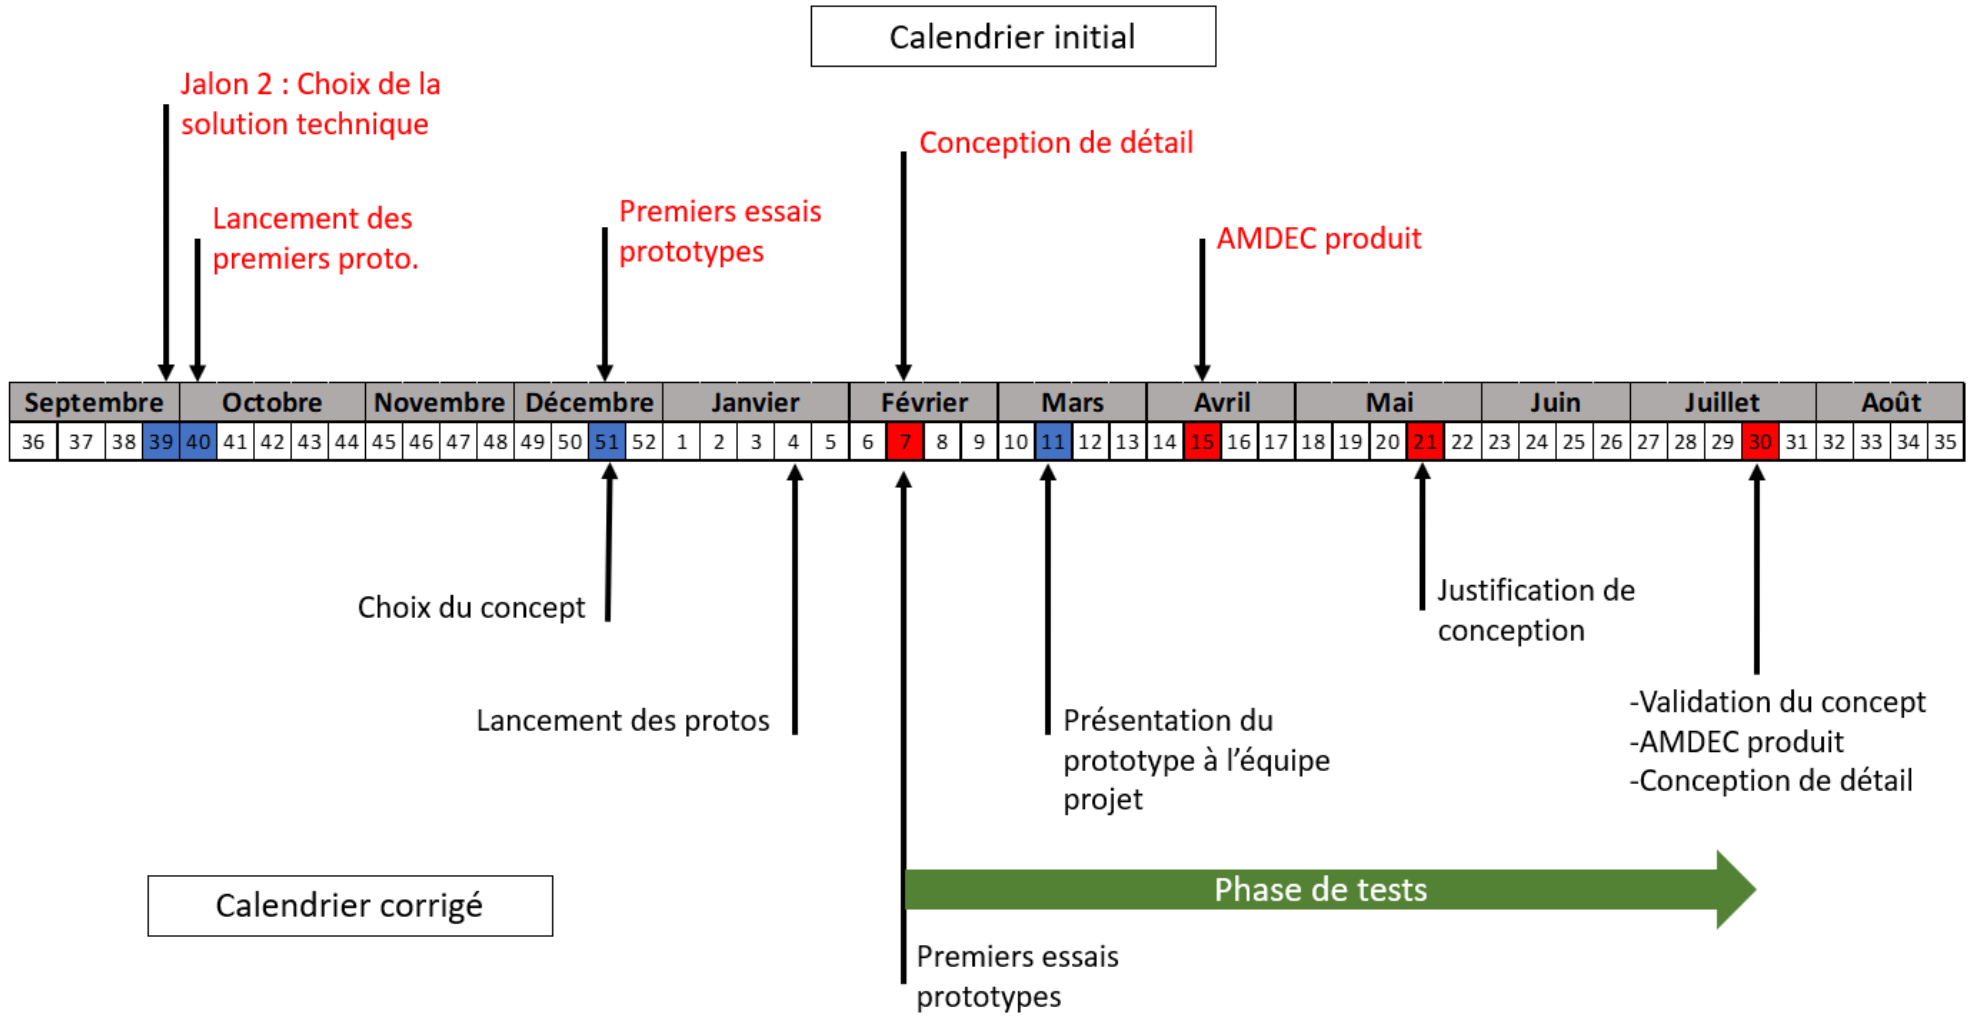 Calendrier initial
Jalon 2 : Choix de la
solution technique
Conception de détail
Lancement des
premiers proto.
Premiers essais
prototypes
AMDEC produit
Septembre Octobre Novembre Décembre Janvier Février Mars Avril Mai Juin Juillet Août
36 37 38 39 40 41 42 43 44 45 46 47 48 49 50 51 52 1 2 3 4 5 6 7 8 9 10 11 12 13 14 15 16 17 18 19 20 21 22 23 24 25 26 27 28 29 30 31 32 33 34 35
Choix du concept
Justification de
conception
Lancement des protos
Présentation du
prototype à l'équipe
projet
-Validation du concept
-AMDEC produit
-Conception de détail
Phase de tests
Calendrier corrigé
Premiers essais
prototypes